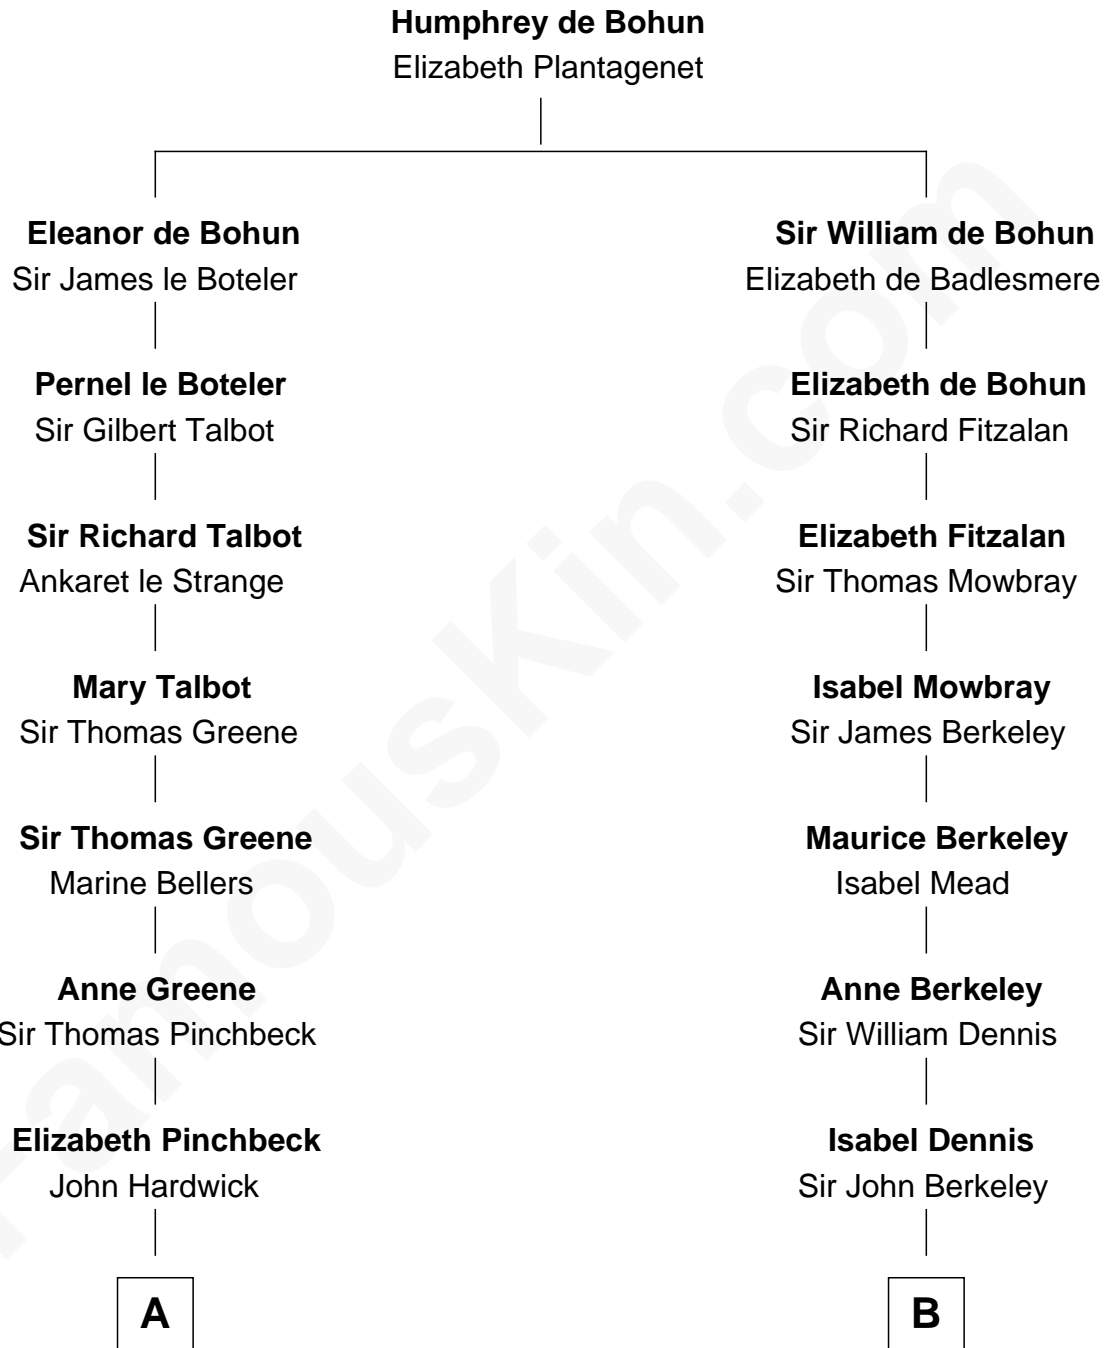 Humphrey de Bohun
Elizabeth Plantagenet
Eleanor de Bohun
Sir James le Boteler
Sir William de Bohun
Elizabeth de Badlesmere
Pernel le Boteler
Sir Gilbert Talbot
Elizabeth de Bohun
Sir Richard Fitzalan
Sir Richard Talbot
Ankaret le Strange
Elizabeth Fitzalan
Sir Thomas Mowbray
Mary Talbot
Sir Thomas Greene
Isabel Mowbray
Sir James Berkeley
Sir Thomas Greene
Marine Bellers
Maurice Berkeley
Isabel Mead
Anne Greene
Sir Thomas Pinchbeck
Anne Berkeley
Sir William Dennis
Elizabeth Pinchbeck
John Hardwick
Isabel Dennis
Sir John Berkeley
A
B
FamousKin.com